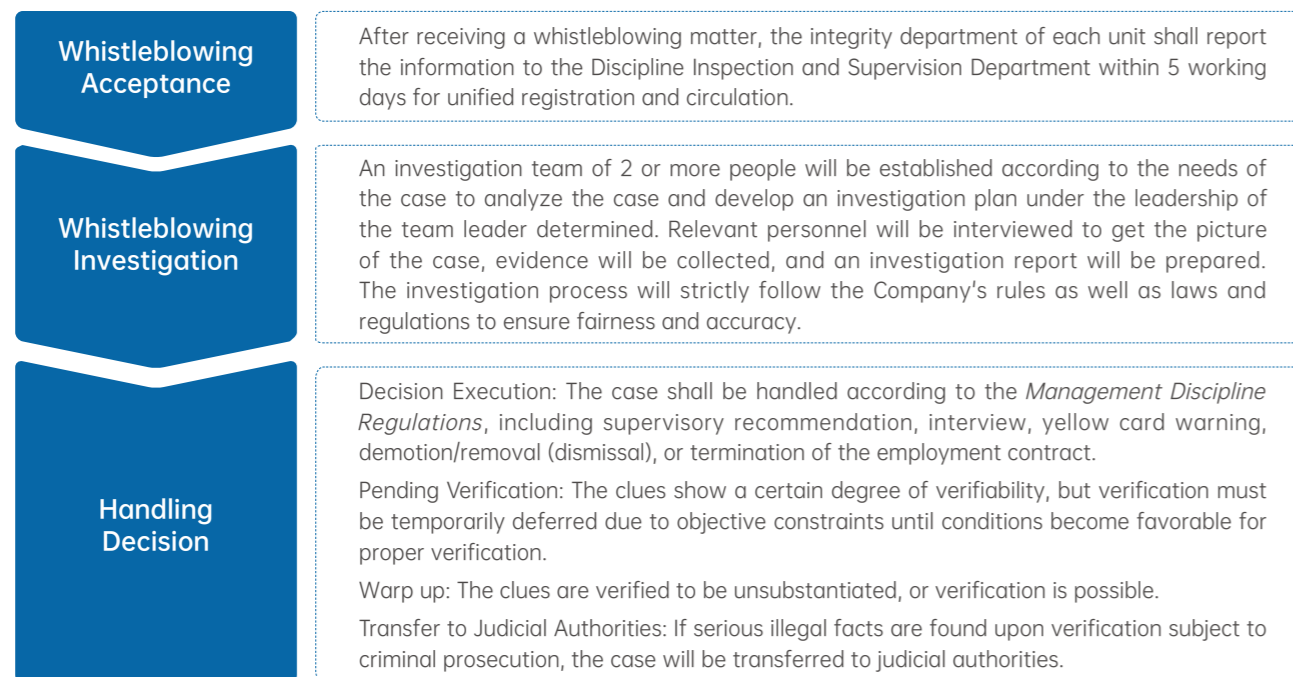 Whistleblowing
Acceptance
After receiving a whistleblowing matter, the integrity department of each unit shall report
the information to the Discipline Inspection and Supervision Department within 5 working
days for unified registration and circulation.
Whistleblowing
Investigation
An investigation team of 2 or more people will be established according to the needs of
the case to analyze the case and develop an investigation plan under the leadership of
the team leader determined. Relevant personnel will be interviewed to get the picture
of the case, evidence will be collected, and an investigation report will be prepared.
The investigation process will strictly follow the Company's rules as well as laws and
regulations to ensure fairness and accuracy.
Handling
Decision
Decision Execution: The case shall be handled according to the Management Discipline
Regulations, including supervisory recommendation, interview, yellow card warning,
demotion/removal (dismissal), or termination of the employment contract.
Pending Verification: The clues show a certain degree of verifiability, but verification must
be temporarily deferred due to objective constraints until conditions become favorable for
proper verification.
Warp up: The clues are verified to be unsubstantiated, or verification is possible.
Transfer to Judicial Authorities: If serious illegal facts are found upon verification subject to
criminal prosecution, the case will be transferred to judicial authorities.